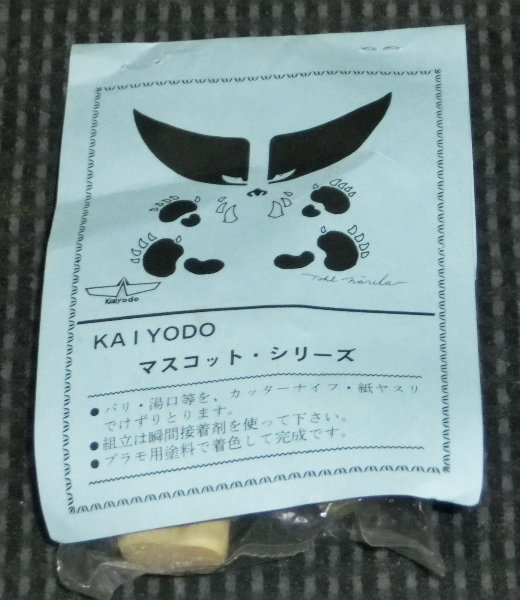 Kaiyodo
KAIYODO
マスコット・シリーズ
●バリ・湯口等を、カッターナイフ・紙ヤスリ
でけずりとります。
●組立は瞬間接着剤を使って下さい。
●プラモ用塗料で着色して完成です。